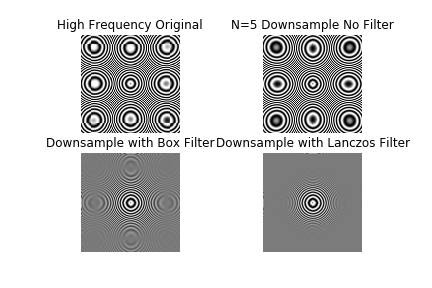 High Frequency Original
N=5 Downsample No Filter
Downsample with Box Filter
Downsample with Lanczos Filter